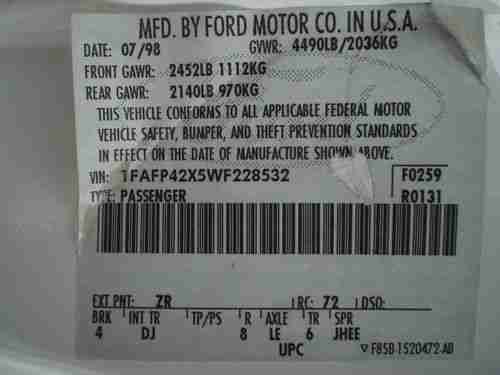 MFD. BY FORD MOTOR CO. IN U.S.A.
DATE: 07/98 GVWR: 4490LB/2036KG
FRONT GAWR: 2452LB 1112KG
REAR GAWR: 2140LB 970KG
THIS VEHICLE CONFORMS TO ALL APPLICABLE FEDERAL MOTOR
VEHICLE SAFETY, BUMPER, AND THEFT PREVENTION STANDARDS
IN EFFECT ON THE DATE OF MANUFACTURE SHOWN ABOVE.
VIN: 1FAFP42X5WF228532 F0259
TYPE: PASSENGER R0131
EXT PNT: ZR RC: 72 DSO:
BRK INT TR TP/PS R AXLE TR SPR
4 DJ 8 LE 6 JHEE
UPC ▽ F85B-1520472-AB